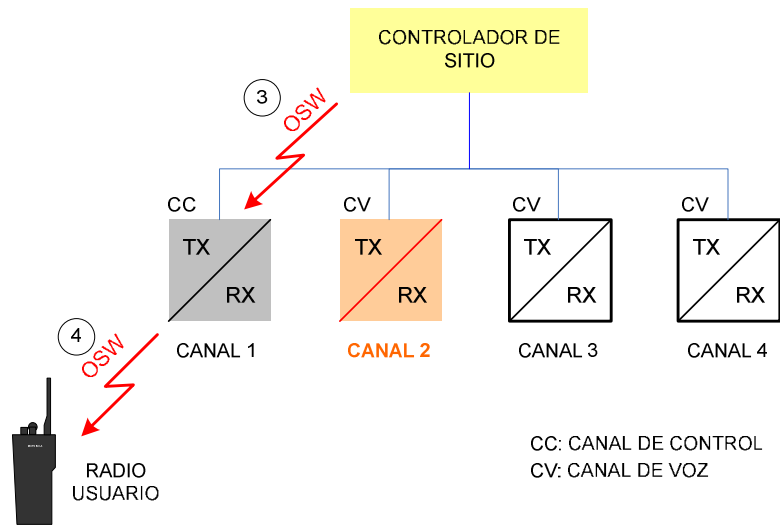 CONTROLADOR DE
SITIO
3
OSW
CC
CV
CV
CV
TX
RX
TX
RX
TX
RX
TX
RX
4
OSW
CANAL 1
CANAL 2
CANAL 3
CANAL 4
RADIO
USUARIO
CC: CANAL DE CONTROL
CV: CANAL DE VOZ